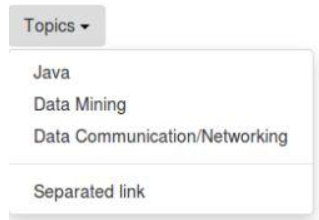 Topics
Java
Data Mining
Data Communication/Networking
Separated link